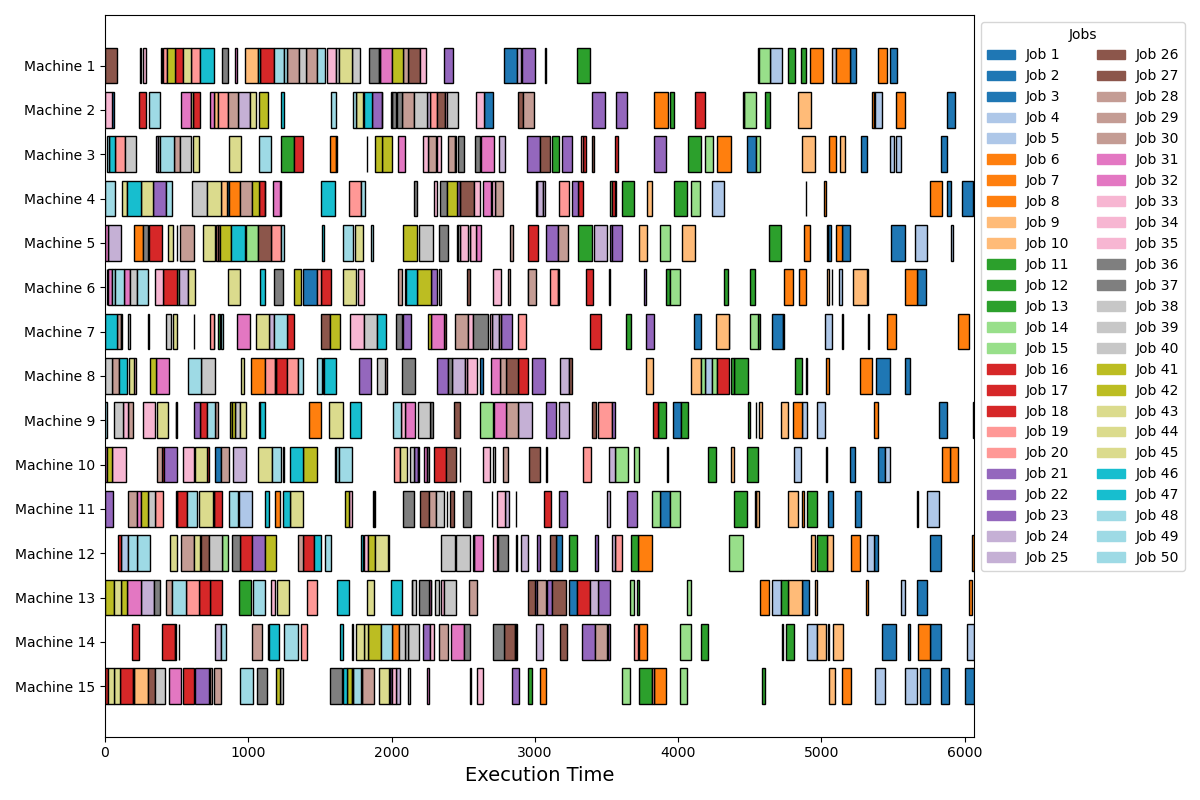 Machine 1
Machine 2
Machine 3
Machine 4
Machine 5
Machine 6
Machine 7
Machine 8
Machine 9
Machine 10
Machine 11
Machine 12
Machine 13
Machine 14
Machine 15
0 1000 2000 3000 4000 5000 6000
Execution Time
Jobs
Job 1
Job 2
Job 3
Job 4
Job 5
Job 6
Job 7
Job 8
Job 9
Job 10
Job 11
Job 12
Job 13
Job 14
Job 15
Job 16
Job 17
Job 18
Job 19
Job 20
Job 21
Job 22
Job 23
Job 24
Job 25
Job 26
Job 27
Job 28
Job 29
Job 30
Job 31
Job 32
Job 33
Job 34
Job 35
Job 36
Job 37
Job 38
Job 39
Job 40
Job 41
Job 42
Job 43
Job 44
Job 45
Job 46
Job 47
Job 48
Job 49
Job 50